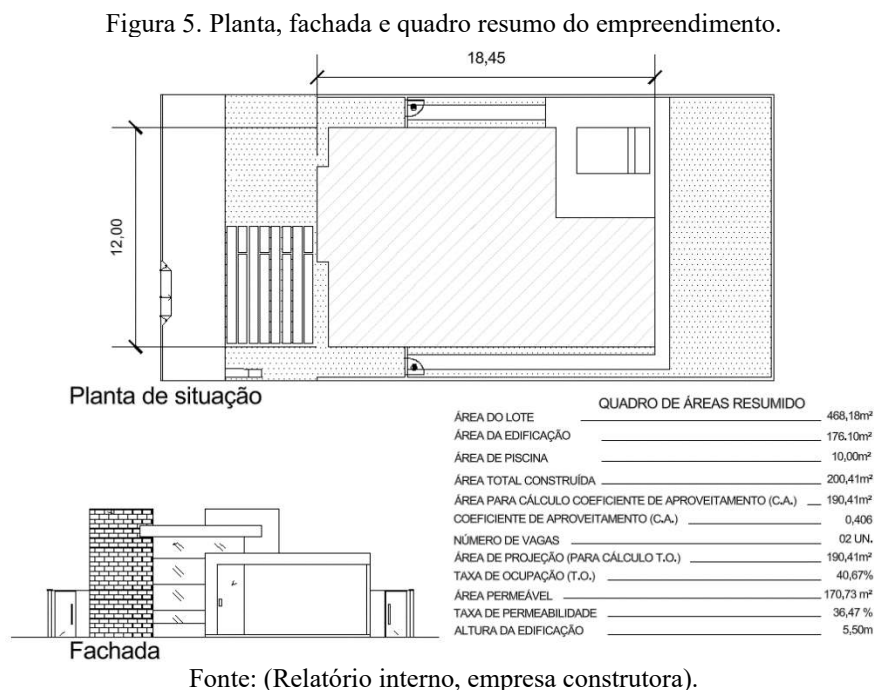 Figura 5. Planta, fachada e quadro resumo do empreendimento.
18,45
12,00
Planta de situação
QUADRO DE ÁREAS RESUMIDO
ÁREA DO LOTE 468,18m²
ÁREA DA EDIFICAÇÃO 176.10m²
ÁREA DE PISCINA 10,00m²
ÁREA TOTAL CONSTRUÍDA 200,41m²
ÁREA PARA CÁLCULO COEFICIENTE DE APROVEITAMENTO (C.A.) 190,41m²
COEFICIENTE DE APROVEITAMENTO (C.A.) 0,406
NÚMERO DE VAGAS 02 UN.
ÁREA DE PROJEÇÃO (PARA CÁLCULO T.O.) 190,41m²
TAXA DE OCUPAÇÃO (T.O.) 40,67%
ÁREA PERMEÁVEL 170,73 m²
TAXA DE PERMEABILIDADE 36,47 %
ALTURA DA EDIFICAÇÃO 5,50m
Fachada
Fonte: (Relatório interno, empresa construtora).